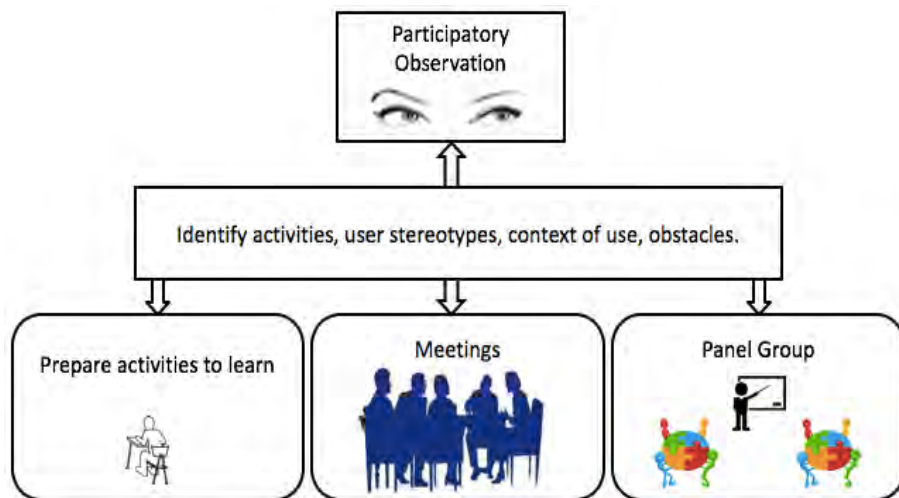 Participatory
Observation
Identify activities, user stereotypes, context of use, obstacles.
Prepare activities to learn
Meetings
Panel Group